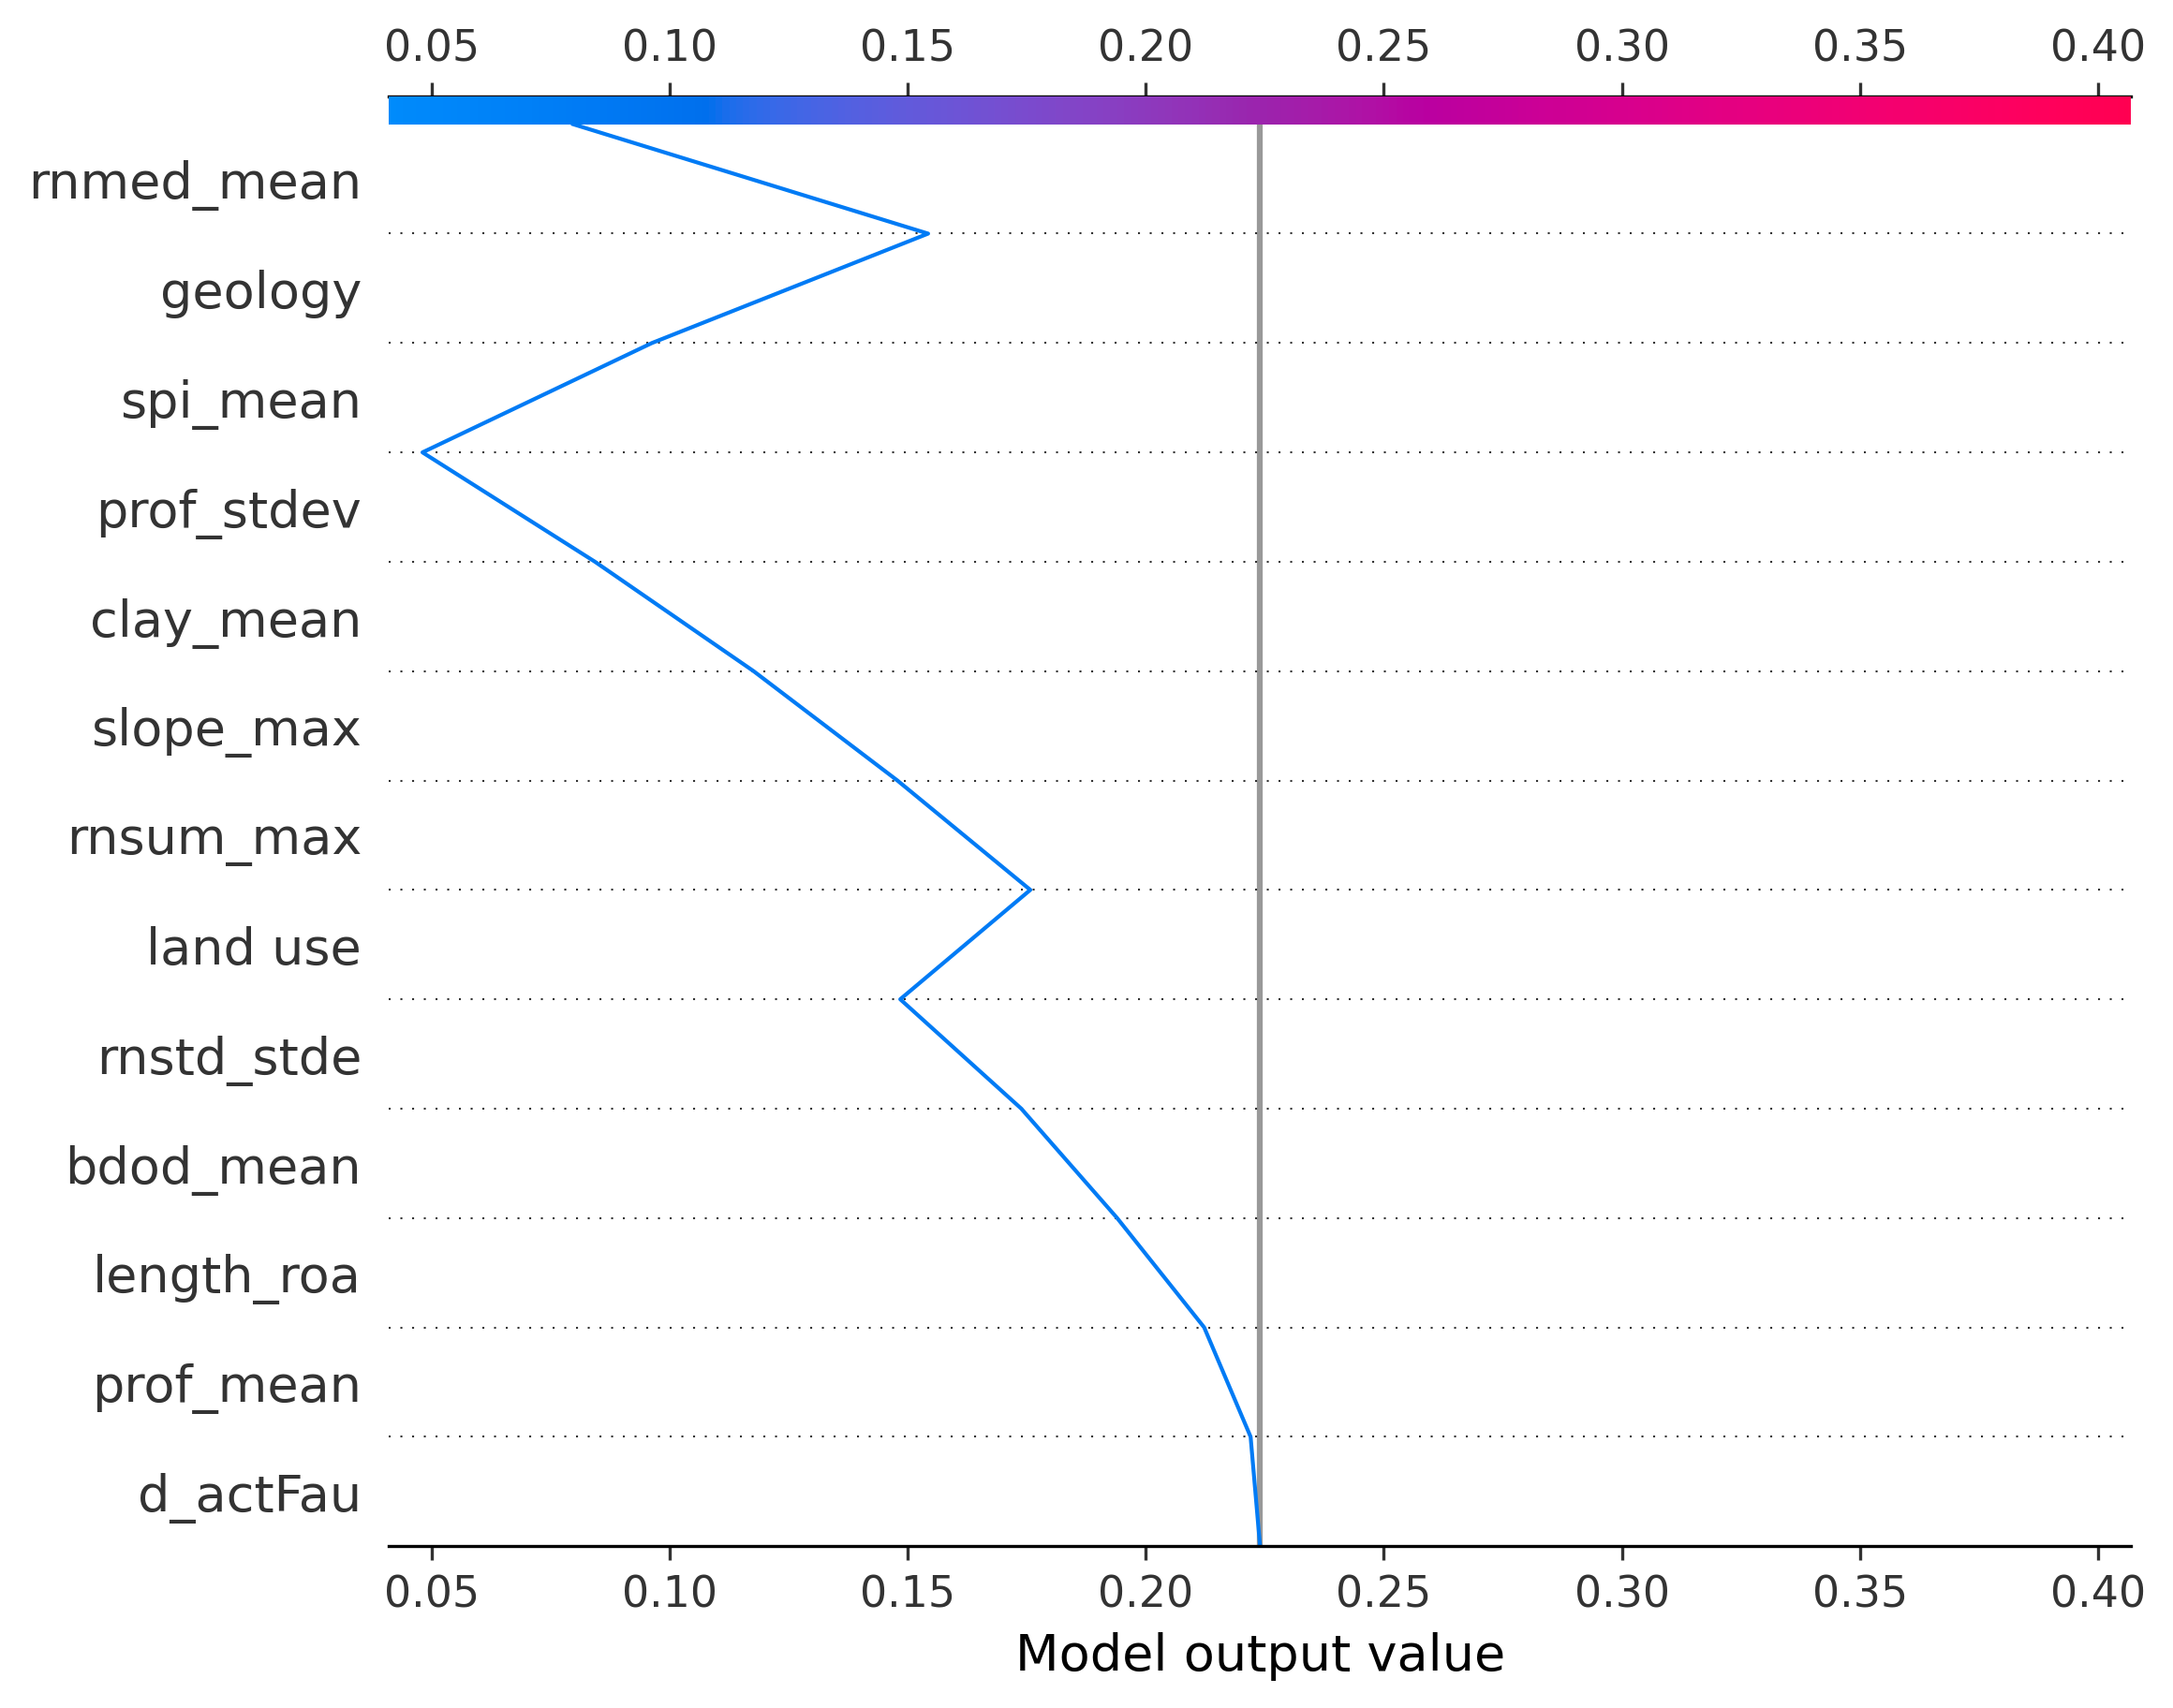 0.05 0.10 0.15 0.20 0.25 0.30 0.35 0.40
rnmed_mean
geology
spi_mean
prof_stdev
clay_mean
slope_max
rnsum_max
land use
rnstd_stde
bdod_mean
length_roa
prof_mean
d_actFau
0.05 0.10 0.15 0.20 0.25 0.30 0.35 0.40
Model output value